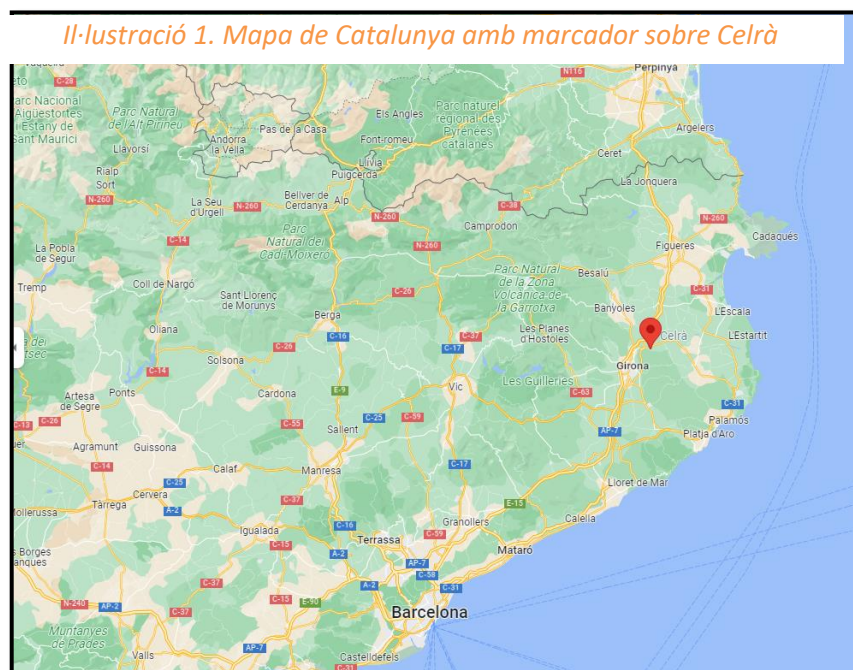 Il·lustració 1. Mapa de Catalunya amb marcador sobre Celrà
N116
Perpinyà
C-28
Parc Natural
de l'Alt Pirineu
Els Angles
Parc naturel
régional des
Pyrénées
catalanes
Argelers
arc Nacional
Aigüestortes
i Estany de
Sant Maurici
Llavorsí
Andorra
la Vella
Pas de la Casa
Font-romeu
Ceret
Rialp
Sort
Llívia
Puigcerdà
La Jonquera
N-260
La Seu
d'Urgell
N-260
Bellver de
Cerdanya
Alp
N-260
C-38
N-260
Camprodon
Cadaqués
La Pobla
de Segur
C-14
Parc
Natural del
Cadí-Moixeró
N-260
Figueres
Tremp
Coll de Nargó
Sant Llorenç
de Morunys
C-26
Parc Natural
de la Zona
Volcànica de
la Garrotxa
Besalú
C-31
Oliana
Berga
Banyoles
L'Escala
C-26
C-16
C-17
C-37
Les Planes
d'Hostoles
Celrà
L'Estartit
Solsona
C-14
Girona
Artesa
de Segre
Ponts
Cardona
E-9
Vic
Les Guilleries
C-63
C-13
C-26
C-55
C-25
C-59
C-31
Palamós
Sallent
AP-7
Platja d'Aro
Agramunt
Guissona
C-14
Calaf
Manresa
C-17
Lloret de Mar
C-25
Cervera
A-2
Tàrrega
C-37
E-15
Calella
Mollerussa
Igualada
C-16
C-59
Granollers
C-15
A-2
Terrassa
Mataró
s Borges
anques
AP-7
C-58
C-37
A-2
C-31
N-240
AP-2
C-37
C-15
E-90
Barcelona
Muntanyes
de Prades
AP-7
Valls
Castelldefels
C-31